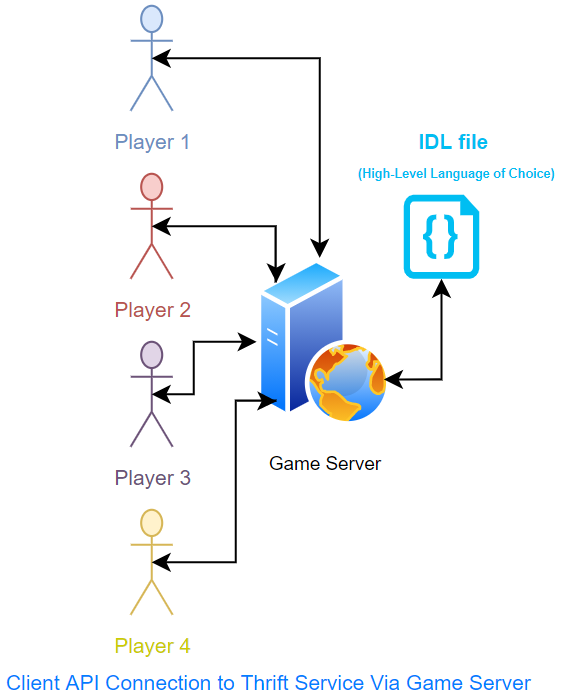 Player 1
IDL file
(High-Level Language of Choice)
{}
Player 2
Player 3
Game Server
Player 4
Client API Connection to Thrift Service Via Game Server